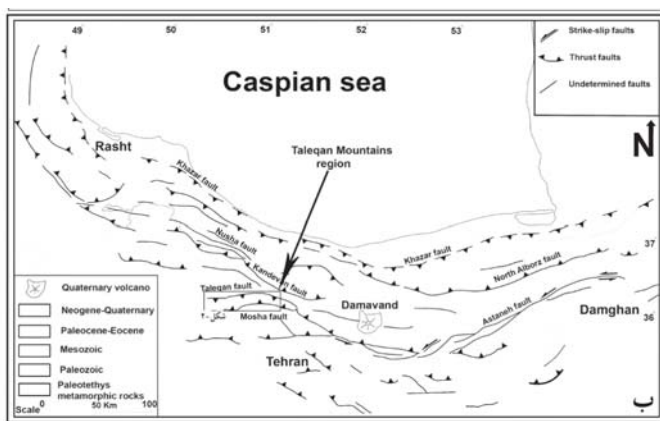 49 50 51 52 53
Strike-slip faults
Thrust faults
Undetermined faults
N
Caspian sea
Rasht
Taleqan Mountains
region
Khazar fault
Nusha fault
Khazar fault
37
Kandevan fault
North Alborz fault
Taleqan fault
Damavand
Damghan
شکل-۲
Mosha fault
Astaneh fault
36
Tehran
Quaternary volcano
Neogene-Quaternary
Paleocene-Eocene
Mesozoic
Paleozoic
Paleotethys
metamorphic rocks
Scale 0 50 Km 100
ب